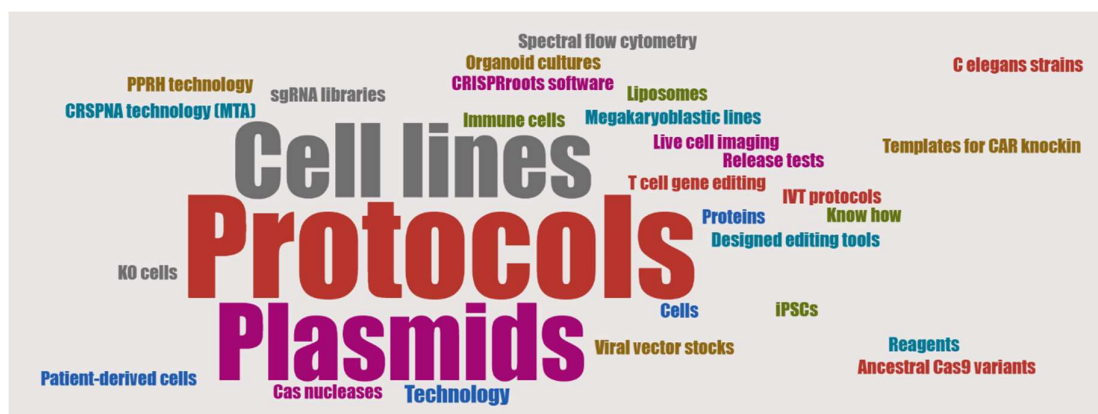 Spectral flow cytometry
Organoid cultures
C elegans strains
PPRH technology
CRISPRroots software
sgRNA libraries
Liposomes
CRSPNA technology (MTA)
Immune cells
Megakaryoblastic lines
Live cell imaging
Templates for CAR knockin
Release tests
Cell lines
T cell gene editing
IVT protocols
Proteins
Know how
Designed editing tools
Protocols
KO cells
Cells
iPSCs
Plasmids
Viral vector stocks
Reagents
Ancestral Cas9 variants
Patient-derived cells
Cas nucleases
Technology